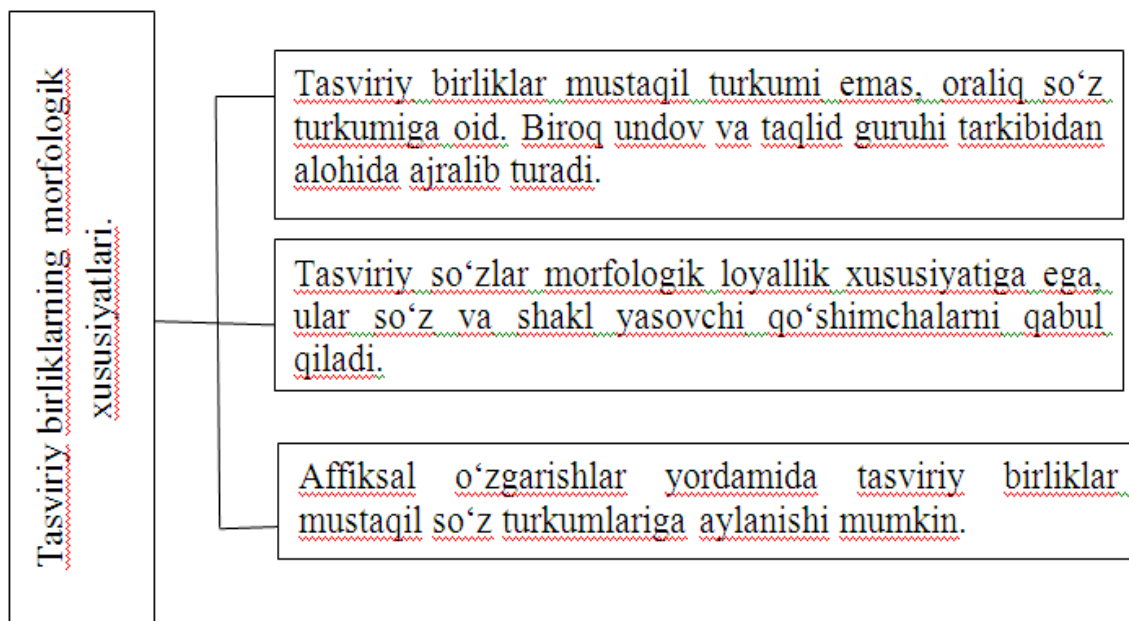 Tasviriy birliklarning morfologik
xususiyatlari.
Tasviriy birliklar mustaqil turkumi emas, oraliq so‘z
turkumiga oid. Biroq undov va taqlid guruhi tarkibidan
alohida ajralib turadi.
Tasviriy so‘zlar morfologik loyallik xususiyatiga ega,
ular so‘z va shakl yasovchi qo‘shimchalarni qabul
qiladi.
Affiksal o‘zgarishlar yordamida tasviriy birliklar
mustaqil so‘z turkumlariga aylanishi mumkin.